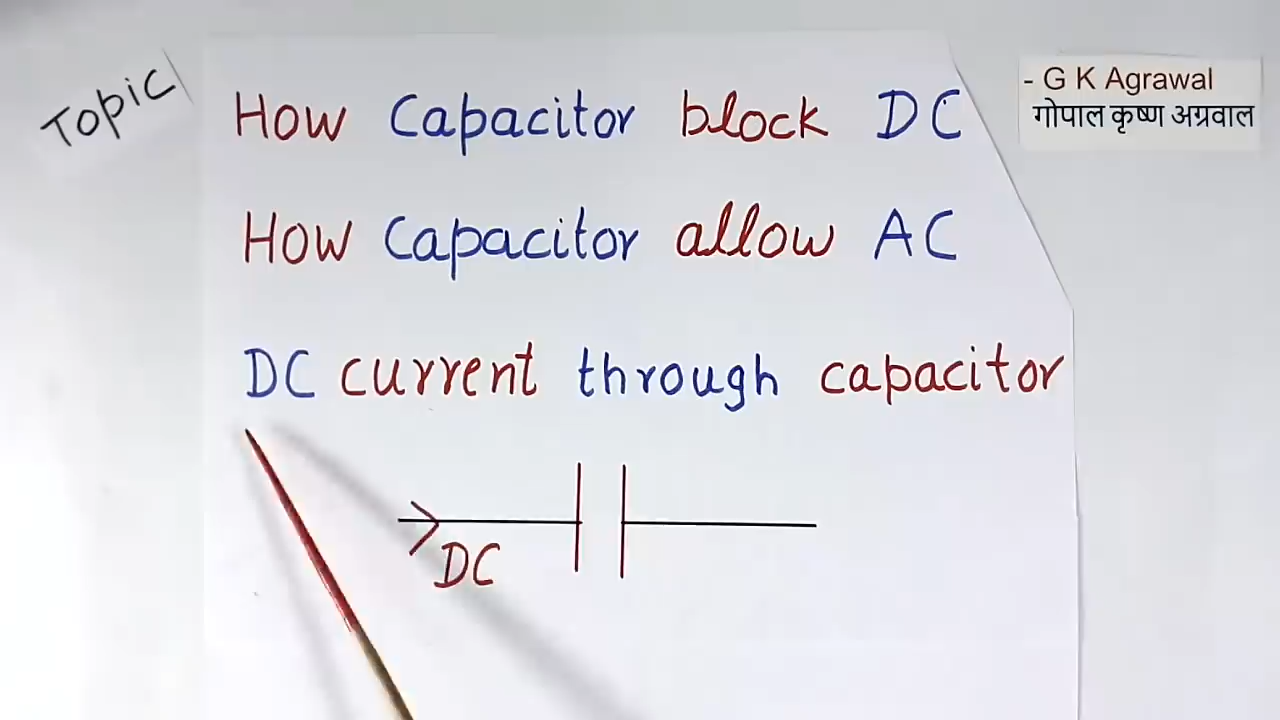 Topic
How Capacitor block DC
- G K Agrawal
गोपाल कृष्ण अग्रवाल
How Capacitor allow AC
DC current through capacitor
DC